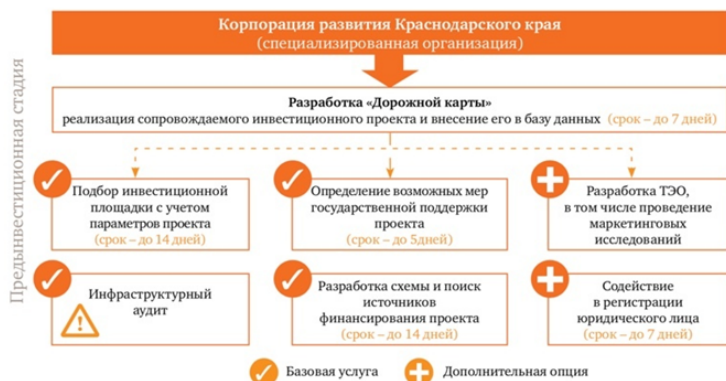 Корпорация развития Краснодарского края
(специализированная организация)
Предынвестиционная стадия
Разработка «Дорожной карты»
реализация сопровождаемого инвестиционного проекта и внесение его в базу данных (срок – до 7 дней)
Подбор инвестиционной
площадки с учетом
параметров проекта
(срок – до 14 дней)
Определение возможных мер
государственной поддержки
проекта
(срок – до 5дней)
Разработка ТЭО,
в том числе проведение
маркетинговых
исследований
Инфраструктурный
аудит
Разработка схемы и поиск
источников
финансирования проекта
(срок – до 14 дней)
Содействие
в регистрации
юридического лица
(срок – до 7 дней)
Базовая услуга
Дополнительная опция